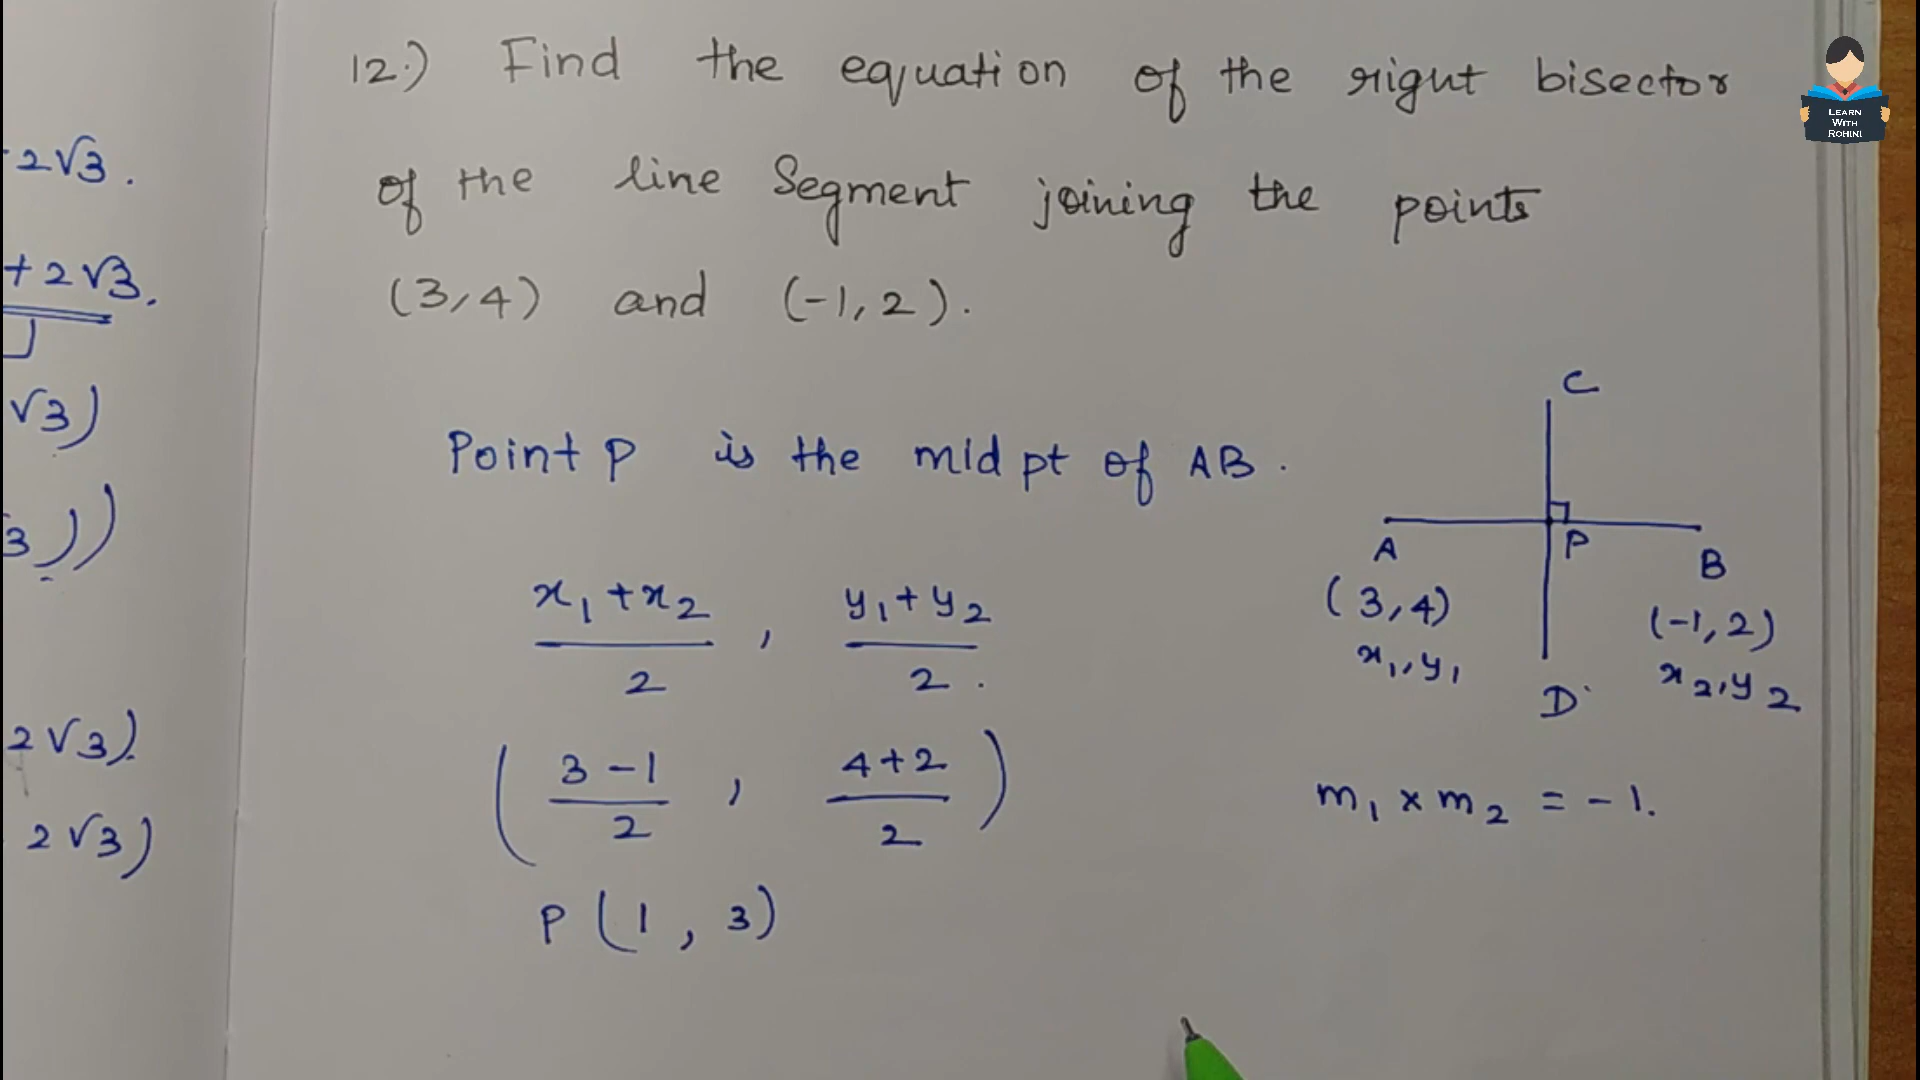 12.) Find the equation of the right bisector
of the line Segment joining the points
(3,4) and (-1,2).
Point P is the mid pt of AB.
x₁+x₂/2 , y₁+y₂/2.
(3-1/2 , 4+2/2)
P(1, 3)
C
A P B
(3,4) (-1,2)
x₁,y₁ x₂,y₂
D
m₁ × m₂ = -1.
2√3.
+2√3.
√3)
3))
2√3)
2√3)
LEARN
WITH
ROHINI